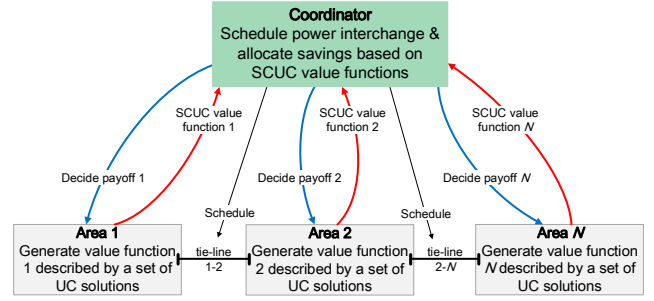 Coordinator
Schedule power interchange &
allocate savings based on
SCUC value functions
SCUC value
function 1
SCUC value
function 2
SCUC value
function N
Decide payoff 1
Decide payoff 2
Decide payoff N
Schedule
Schedule
Area 1
Generate value function
1 described by a set of
UC solutions
tie-line
1-2
Area 2
Generate value function
2 described by a set of
UC solutions
tie-line
2-N
Area N
Generate value function
N described by a set of
UC solutions